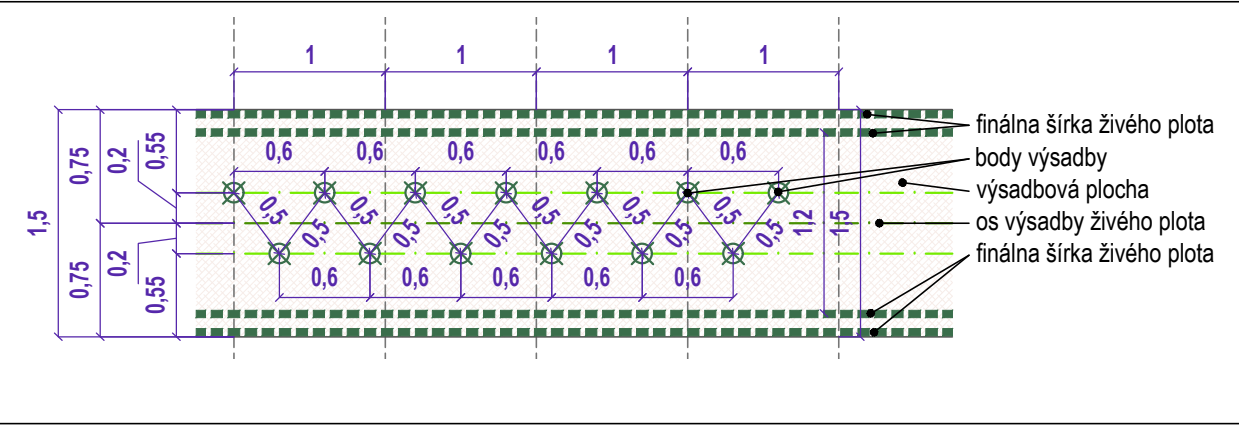 1 1 1 1
finálna šírka živého plota
body výsadby
výsadbová plocha
os výsadby živého plota
finálna šírka živého plota
1,5
0,75
0,75
0,2
0,2
0,55
0,55
0,6 0,6 0,6 0,6 0,6 0,6
0,5 0,5 0,5 0,5 0,5 0,5
0,5 0,5 0,5 0,5 0,5 0,5
0,6 0,6 0,6 0,6 0,6
1,2
1,5